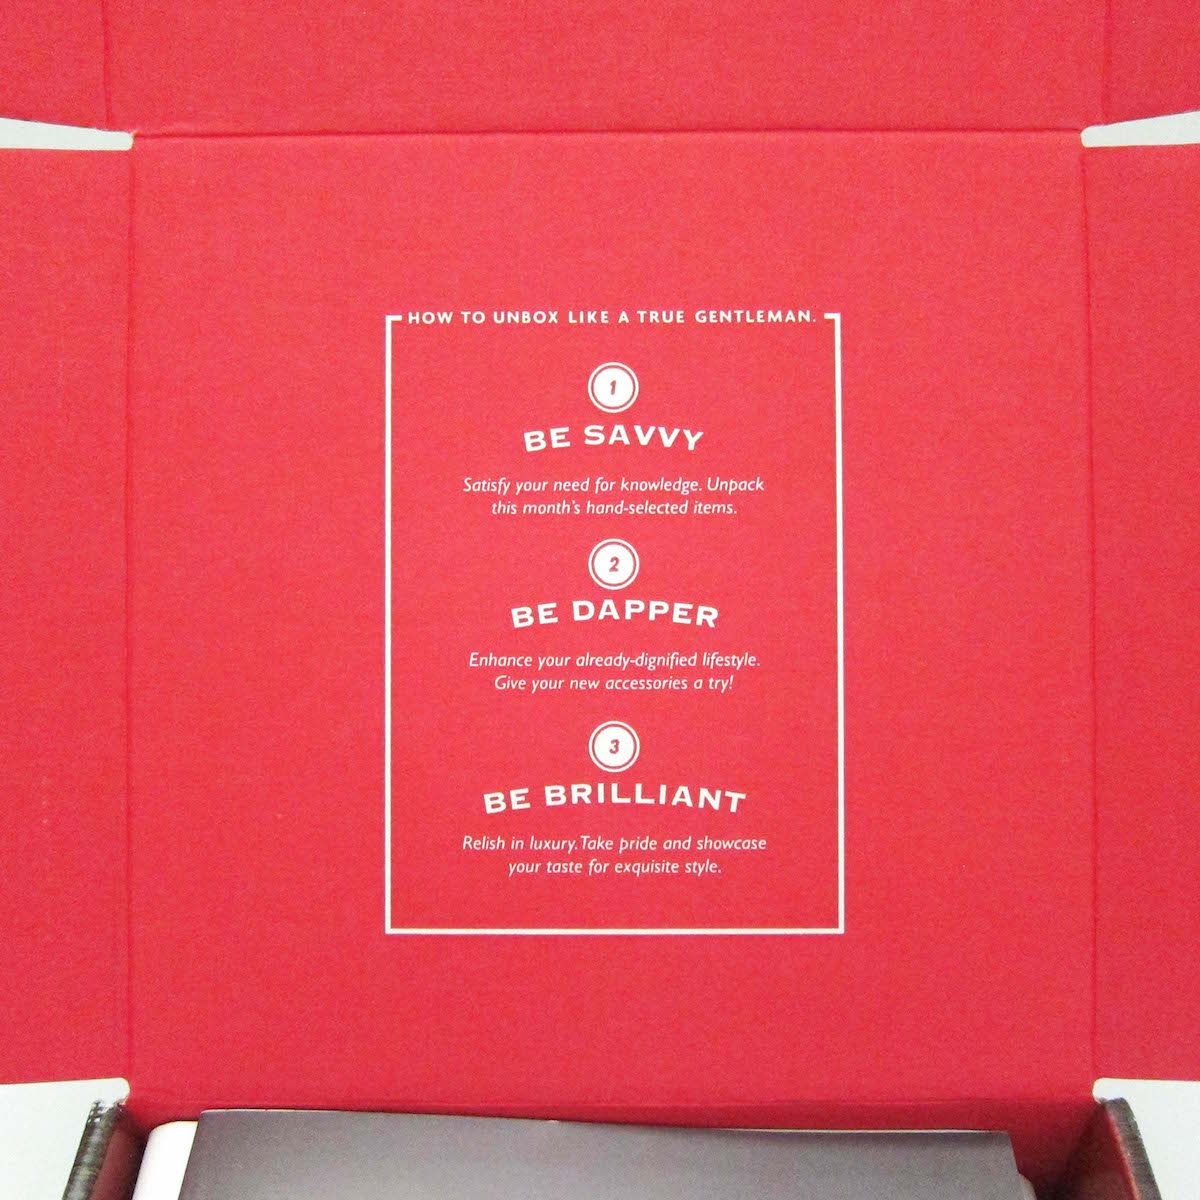 HOW TO UNBOX LIKE A TRUE GENTLEMAN.
1
BE SAVVY
Satisfy your need for knowledge. Unpack
this month's hand-selected items.
2
BE DAPPER
Enhance your already-dignified lifestyle.
Give your new accessories a try!
3
BE BRILLIANT
Relish in luxury. Take pride and showcase
your taste for exquisite style.